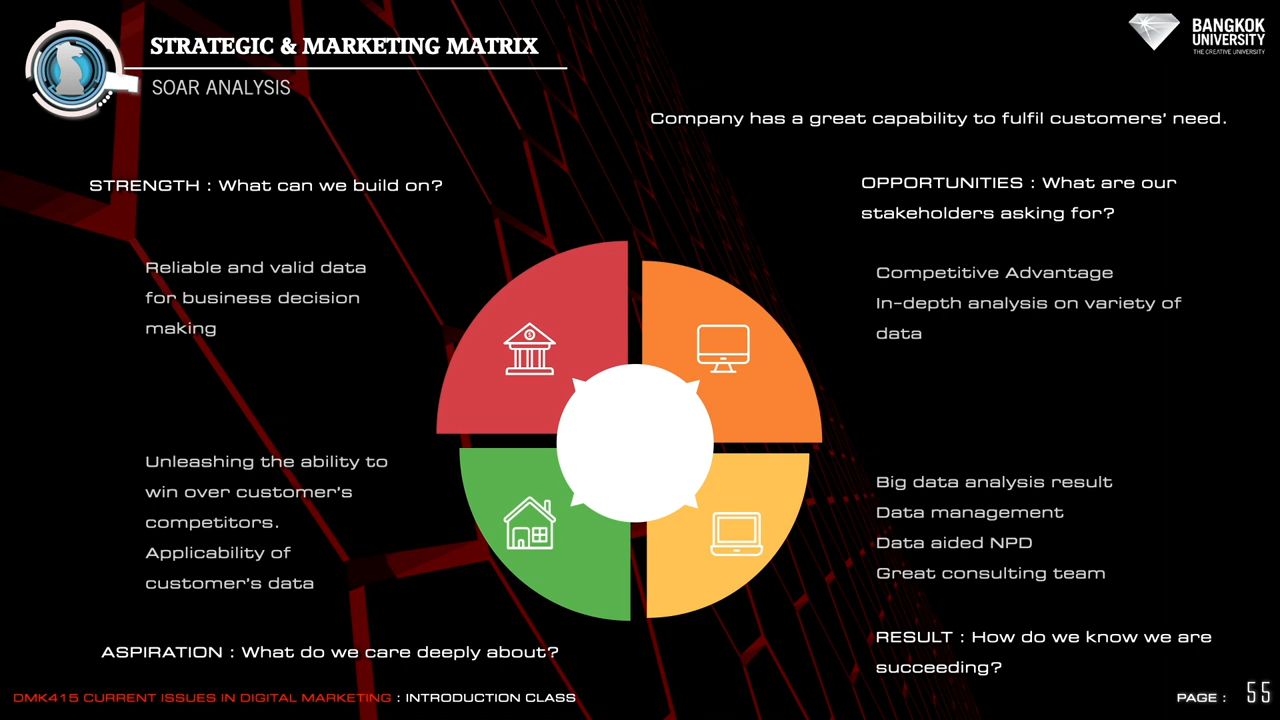 STRATEGIC & MARKETING MATRIX
SOAR ANALYSIS
BANGKOK
UNIVERSITY
THE CREATIVE UNIVERSITY
Company has a great capability to fulfil customers' need.
STRENGTH : What can we build on?
Reliable and valid data
for business decision
making
OPPORTUNITIES : What are our
stakeholders asking for?
Competitive Advantage
In-depth analysis on variety of
data
Unleashing the ability to
win over customer's
competitors.
Applicability of
customer's data
ASPIRATION : What do we care deeply about?
Big data analysis result
Data management
Data aided NPD
Great consulting team
RESULT : How do we know we are
succeeding?
DMK415 CURRENT ISSUES IN DIGITAL MARKETING : INTRODUCTION CLASS
PAGE : 55